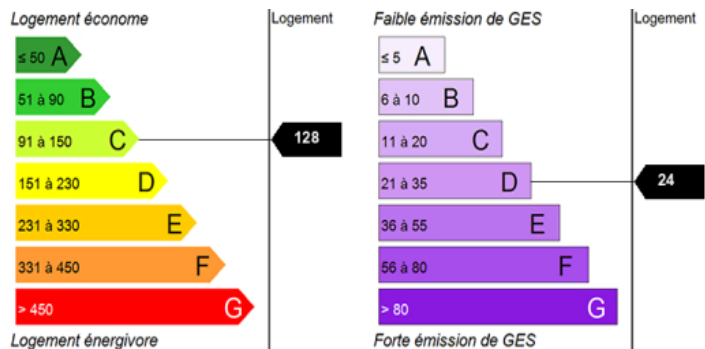 Logement économe
Logement
≤ 50 A
51 à 90 B
91 à 150 C
128
151 à 230 D
231 à 330 E
331 à 450 F
> 450 G
Logement énergivore
Faible émission de GES
Logement
≤ 5 A
6 à 10 B
11 à 20 C
21 à 35 D
24
36 à 55 E
56 à 80 F
> 80 G
Forte émission de GES